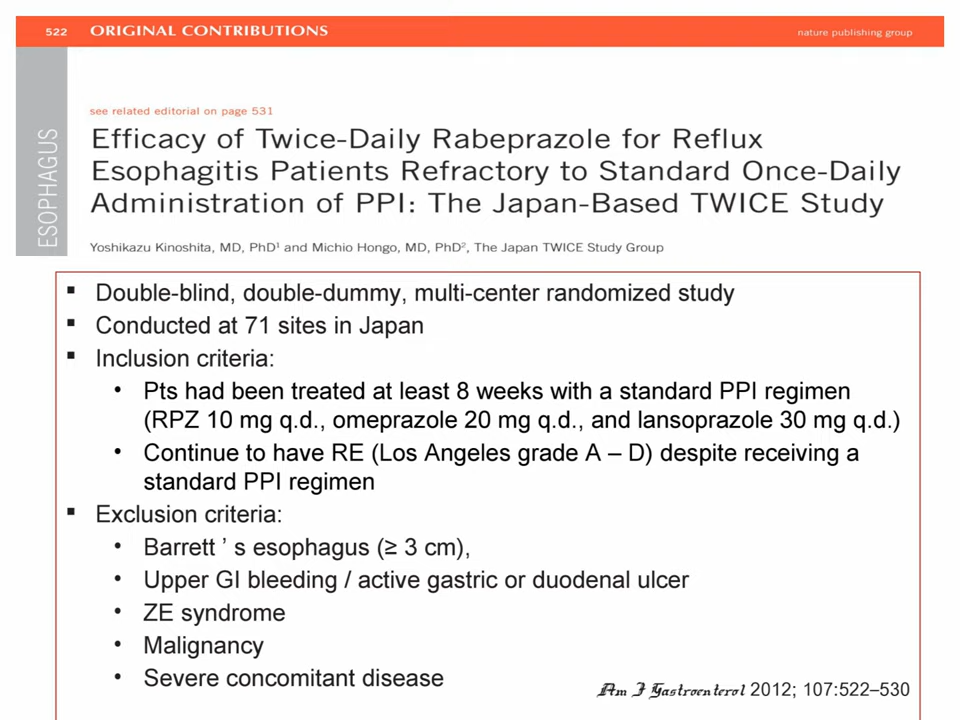 522 ORIGINAL CONTRIBUTIONS nature publishing group
ESOPHAGUS
see related editorial on page 531
Efficacy of Twice-Daily Rabeprazole for Reflux
Esophagitis Patients Refractory to Standard Once-Daily
Administration of PPI: The Japan-Based TWICE Study
Yoshikazu Kinoshita, MD, PhD¹ and Michio Hongo, MD, PhD², The Japan TWICE Study Group
▪ Double-blind, double-dummy, multi-center randomized study
▪ Conducted at 71 sites in Japan
▪ Inclusion criteria:
• Pts had been treated at least 8 weeks with a standard PPI regimen
(RPZ 10 mg q.d., omeprazole 20 mg q.d., and lansoprazole 30 mg q.d.)
• Continue to have RE (Los Angeles grade A – D) despite receiving a
standard PPI regimen
▪ Exclusion criteria:
• Barrett ’ s esophagus (≥ 3 cm),
• Upper GI bleeding / active gastric or duodenal ulcer
• ZE syndrome
• Malignancy
• Severe concomitant disease
Am J Gastroenterol 2012; 107:522–530